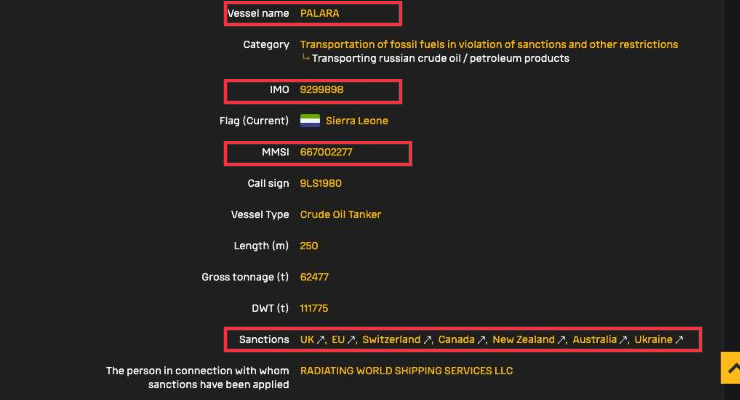 Vessel name PALARA
Category Transportation of fossil fuels in violation of sanctions and other restrictions
Transporting russian crude oil / petroleum products
IMO 9299898
Flag (Current) Sierra Leone
MMSI 667002277
Call sign 9LS1980
Vessel Type Crude Oil Tanker
Length (m) 250
Gross tonnage (t) 62477
DWT (t) 111775
Sanctions UK ↗, EU ↗, Switzerland ↗, Canada ↗, New Zealand ↗, Australia ↗, Ukraine ↗
The person in connection with whom RADIATING WORLD SHIPPING SERVICES LLC
sanctions have been applied